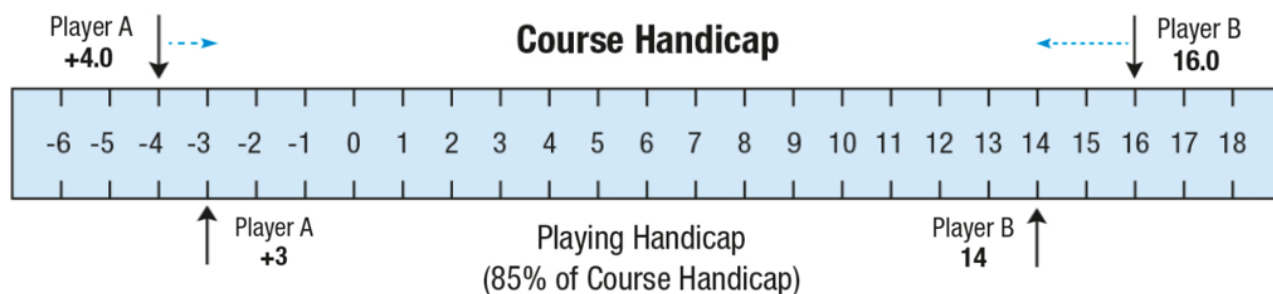 Player A
+4.0
Course Handicap
Player B
16.0
-6 -5 -4 -3 -2 -1 0 1 2 3 4 5 6 7 8 9 10 11 12 13 14 15 16 17 18
Player A
+3
Playing Handicap
(85% of Course Handicap)
Player B
14